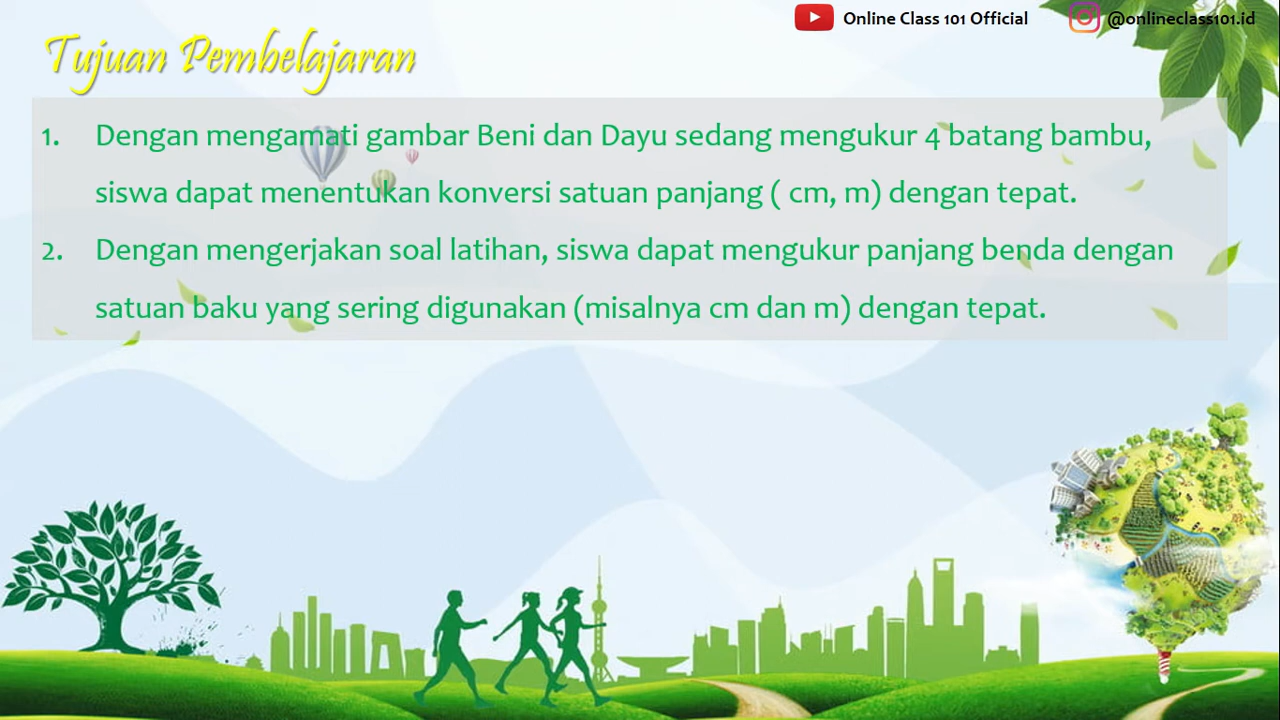 Online Class 101 Official @onlineclass101.id
Tujuan Pembelajaran
1. Dengan mengamati gambar Beni dan Dayu sedang mengukur 4 batang bambu,
siswa dapat menentukan konversi satuan panjang ( cm, m) dengan tepat.
2. Dengan mengerjakan soal latihan, siswa dapat mengukur panjang benda dengan
satuan baku yang sering digunakan (misalnya cm dan m) dengan tepat.